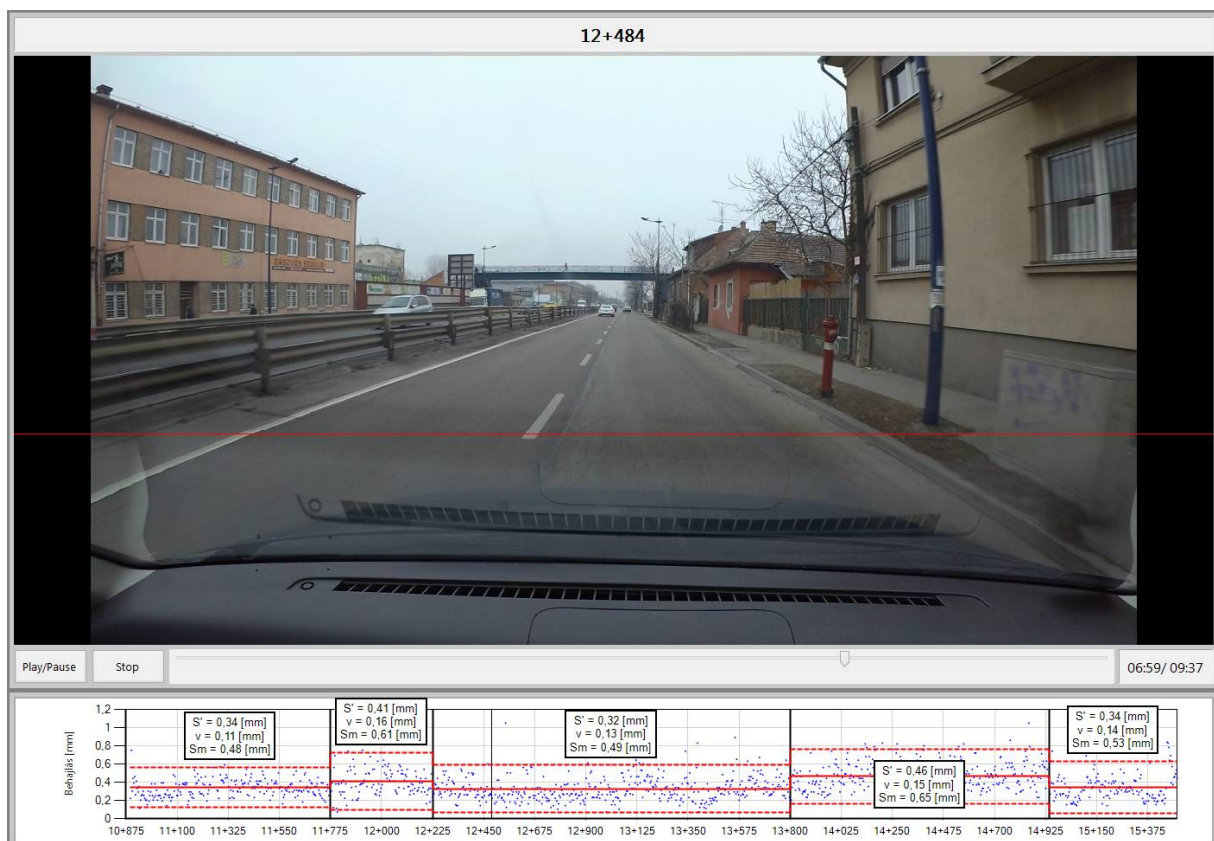 12+484
ZÁSZLÓS SZÁLLÓ
Play/Pause
Stop
06:59/ 09:37
Behajlás [mm]
1,2
1
0,8
0,6
0,4
0,2
0
S' = 0,34 [mm]
v = 0,11 [mm]
Sm = 0,48 [mm]
S' = 0,41 [mm]
v = 0,16 [mm]
Sm = 0,61 [mm]
S' = 0,32 [mm]
v = 0,13 [mm]
Sm = 0,49 [mm]
S' = 0,46 [mm]
v = 0,15 [mm]
Sm = 0,65 [mm]
S' = 0,34 [mm]
v = 0,14 [mm]
Sm = 0,53 [mm]
10+875 11+100 11+325 11+550 11+775 12+000 12+225 12+450 12+675 12+900 13+125 13+350 13+575 13+800 14+025 14+250 14+475 14+700 14+925 15+150 15+375